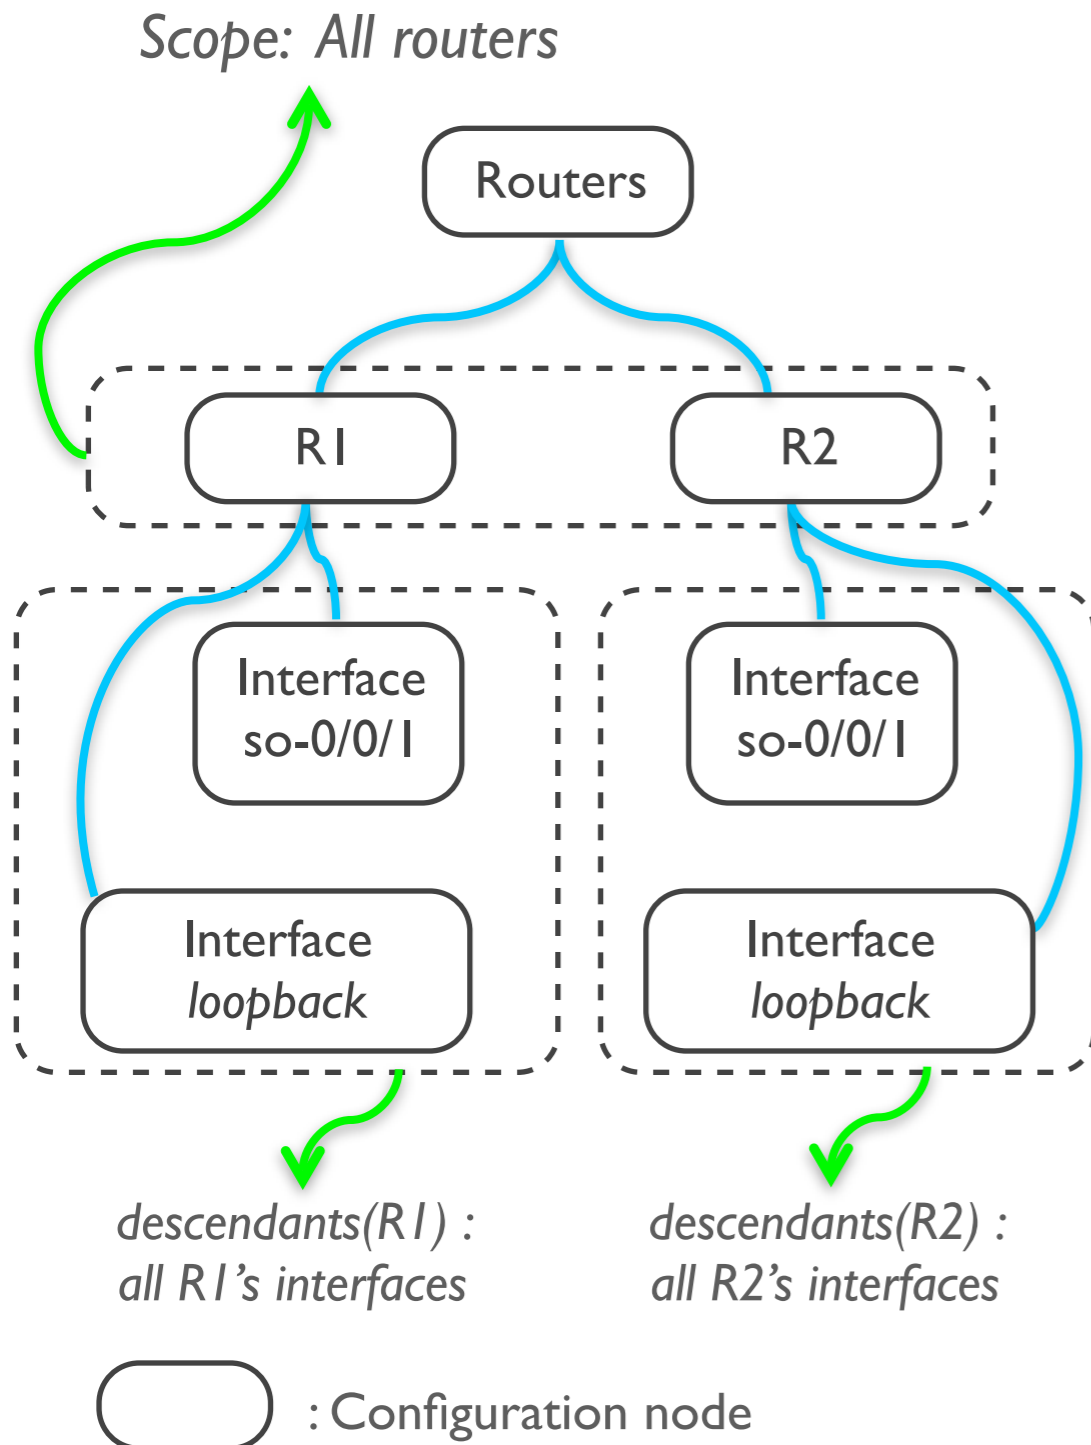 Scope: All routers
Routers
R1
R2
Interface
so-0/0/1
Interface
so-0/0/1
Interface
loopback
Interface
loopback
descendants(R1) :
all R1's interfaces
descendants(R2) :
all R2's interfaces
: Configuration node